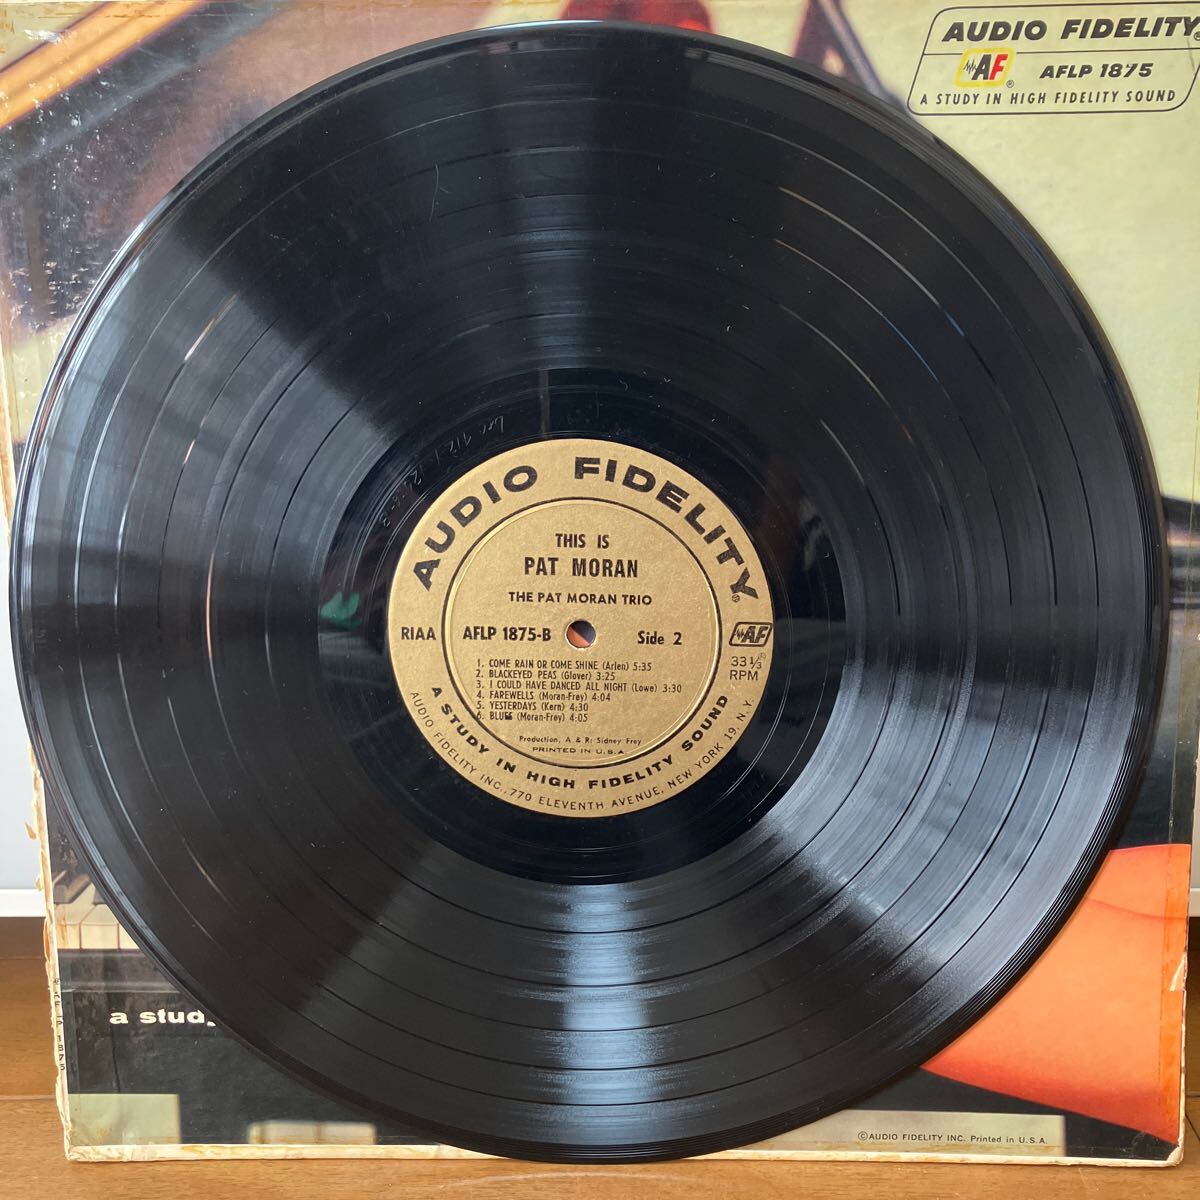 AUDIO FIDELITY®
AF®
AFLP 1875
A STUDY IN HIGH FIDELITY SOUND
AUDIO FIDELITY®
THIS IS
PAT MORAN
THE PAT MORAN TRIO
RIAA
AFLP 1875-B
Side 2
AF®
33 1/3
RPM
1. COME RAIN OR COME SHINE (Arlen) 5:35
2. BLACKEYED PEAS (Glover) 3:25
3. I COULD HAVE DANCED ALL NIGHT (Lowe) 3:30
4. FAREWELLS (Moran-Frey) 4:04
5. YESTERDAYS (Kern) 4:30
6. BLUES (Moran-Frey) 4:05
Production, A & R: Sidney Frey
PRINTED IN U.S.A.
A STUDY IN HIGH FIDELITY SOUND
AUDIO FIDELITY INC., 770 ELEVENTH AVENUE, NEW YORK 19, N.Y.
a stud
©AUDIO FIDELITY INC. Printed in U.S.A.